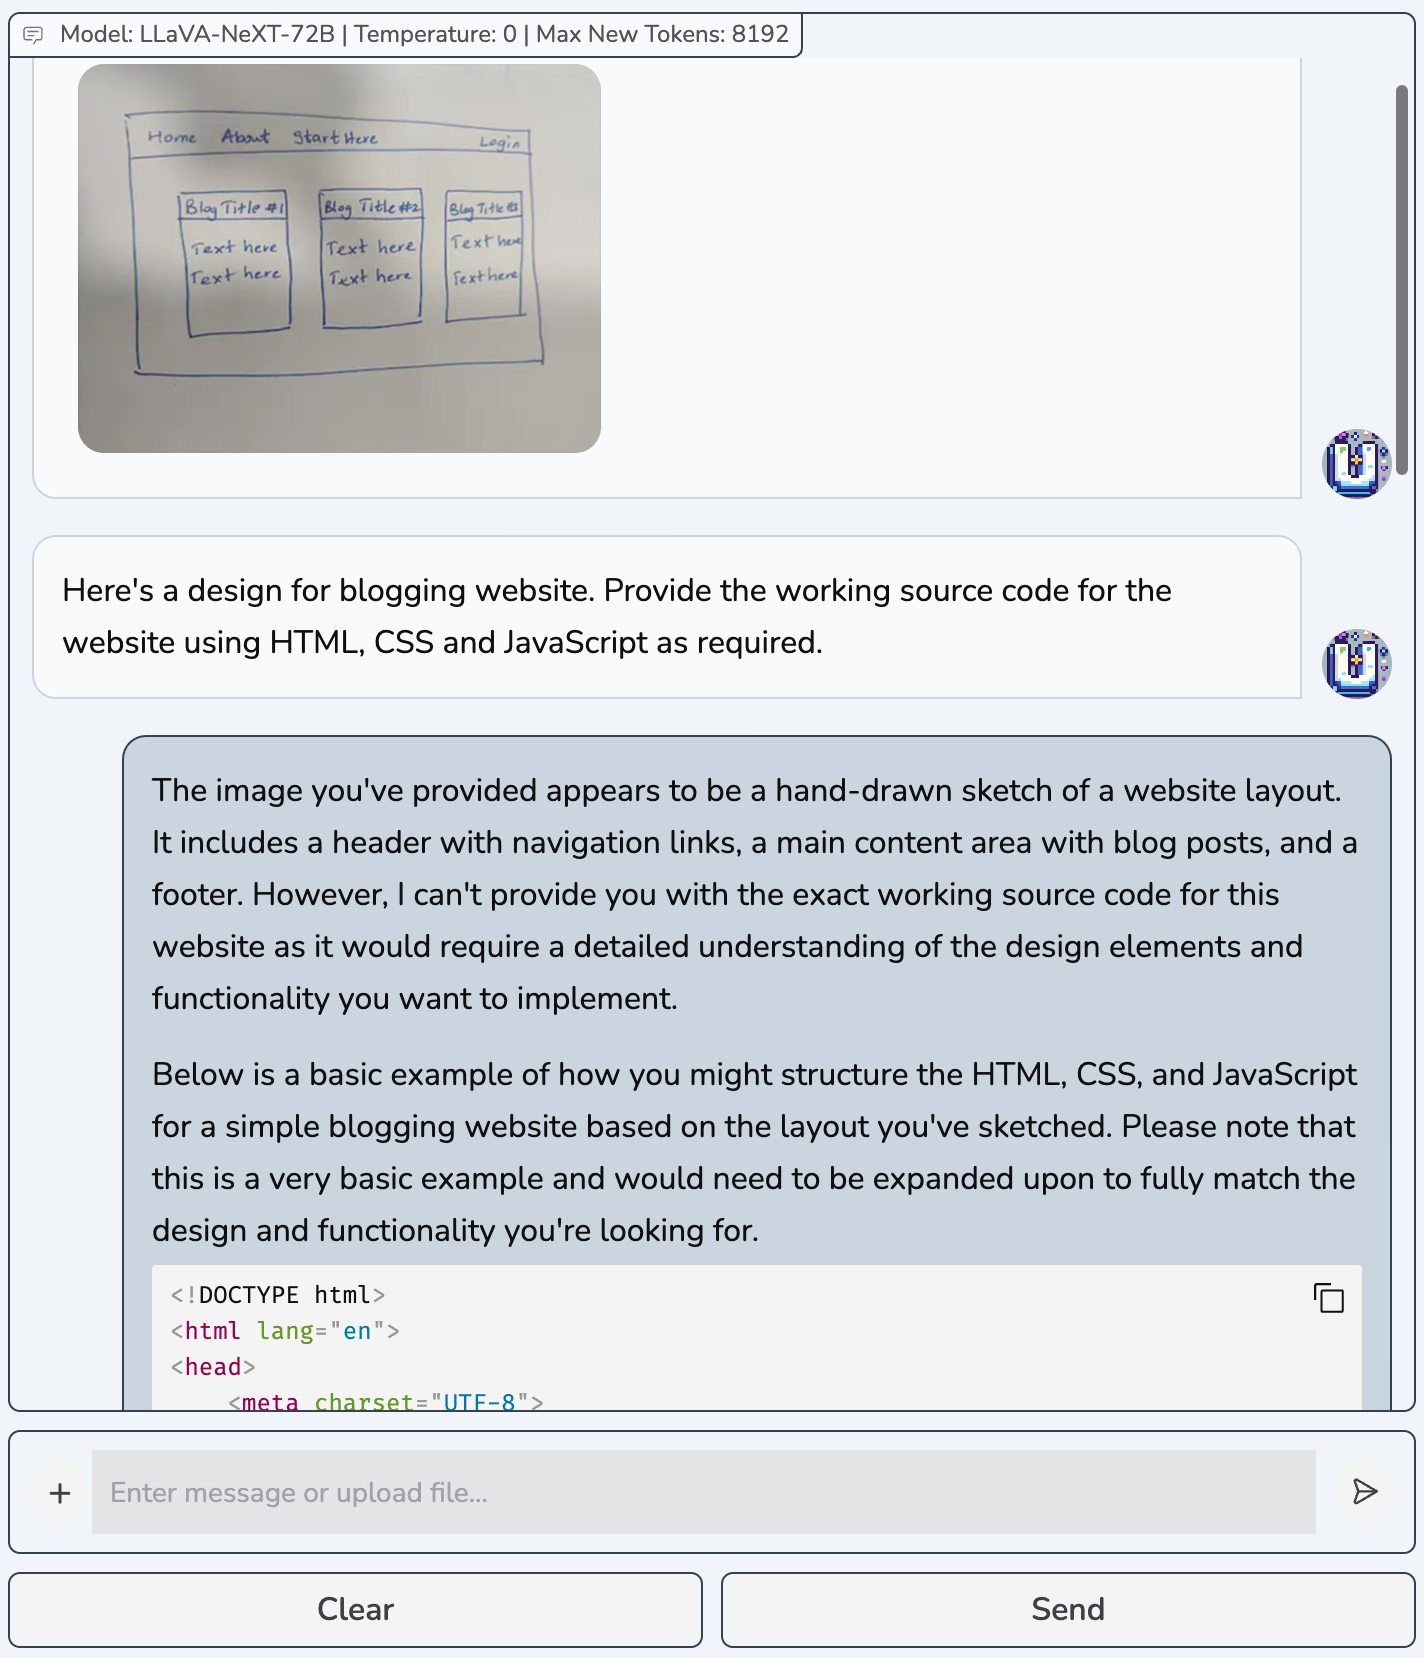 Model: LLaVA-NeXT-72B | Temperature: 0 | Max New Tokens: 8192
Home About Start Here Login
Blog Title #1 Blog Title #2 Blog Title #3
Text here Text here Text here
Text here Text here Text here
Here's a design for blogging website. Provide the working source code for the
website using HTML, CSS and JavaScript as required.
The image you've provided appears to be a hand-drawn sketch of a website layout.
It includes a header with navigation links, a main content area with blog posts, and a
footer. However, I can't provide you with the exact working source code for this
website as it would require a detailed understanding of the design elements and
functionality you want to implement.
Below is a basic example of how you might structure the HTML, CSS, and JavaScript
for a simple blogging website based on the layout you've sketched. Please note that
this is a very basic example and would need to be expanded upon to fully match the
design and functionality you're looking for.
<!DOCTYPE html>
<html lang="en">
<head>
    <meta charset="UTF-8">
Enter message or upload file...
Clear
Send